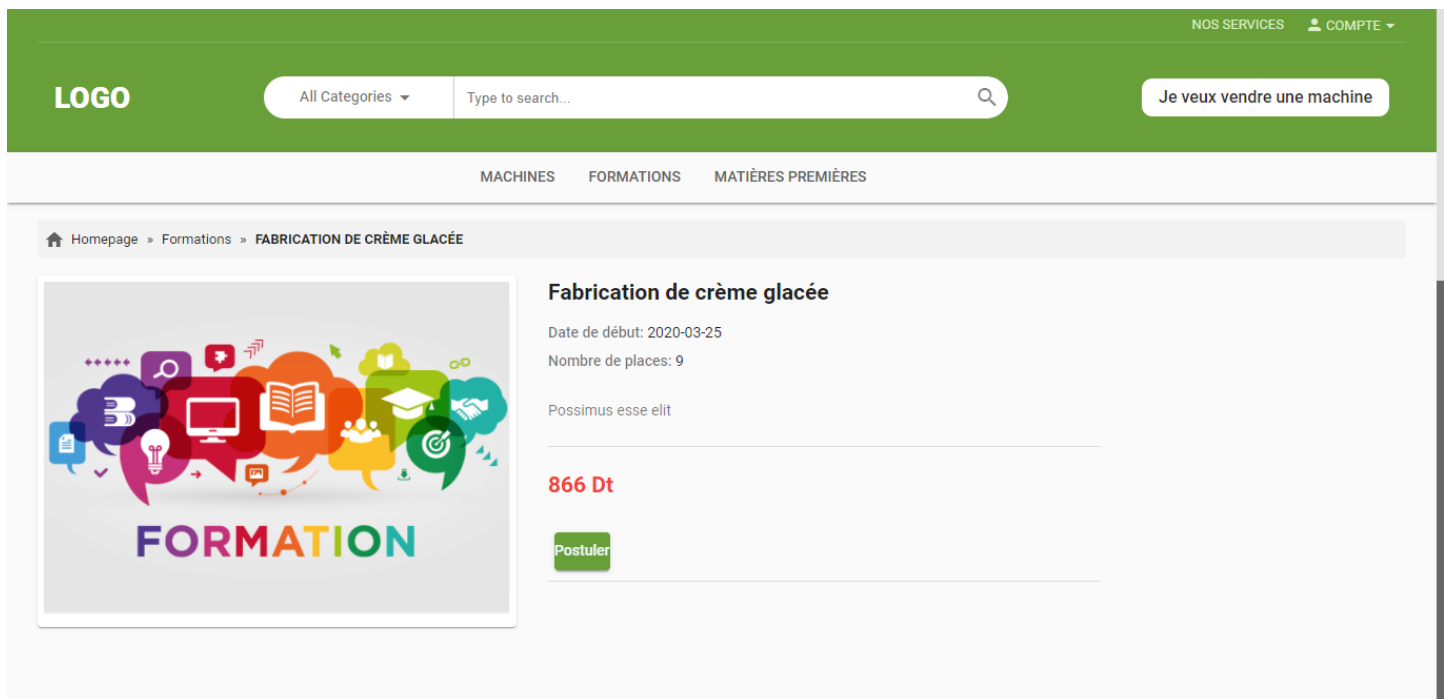 NOS SERVICES COMPTE
LOGO
All Categories
Type to search...
Je veux vendre une machine
MACHINES FORMATIONS MATIÈRES PREMIÈRES
Homepage » Formations » FABRICATION DE CRÈME GLACÉE
FORMATION
Fabrication de crème glacée
Date de début: 2020-03-25
Nombre de places: 9
Possimus esse elit
866 Dt
Postuler